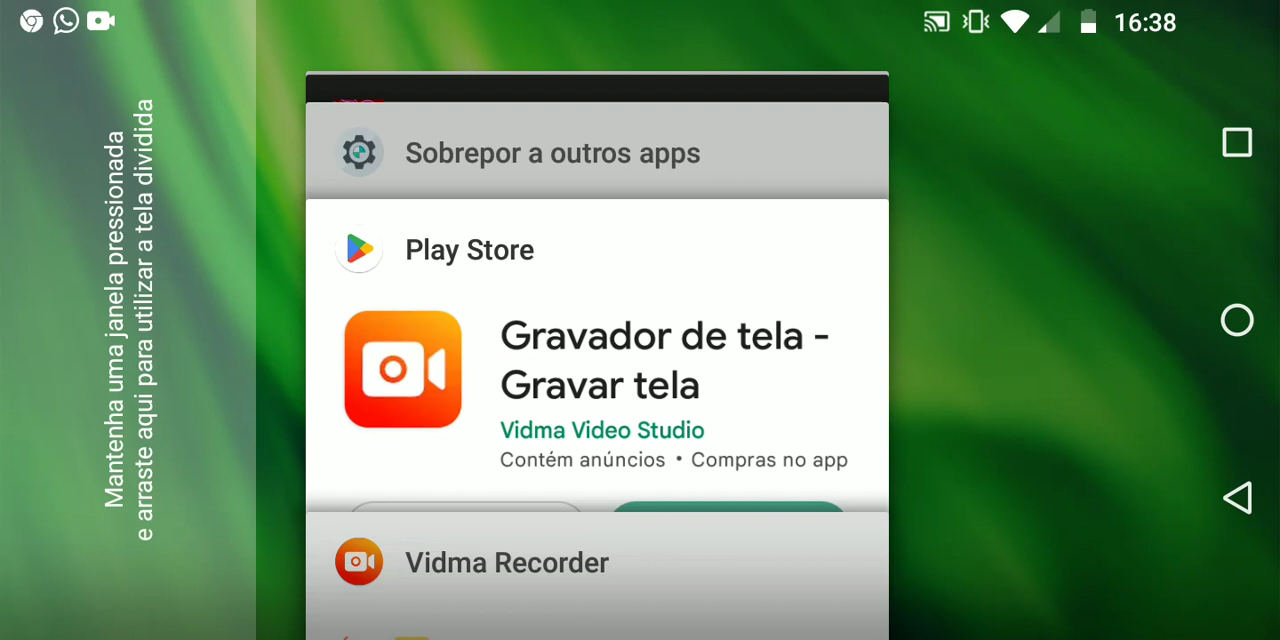 16:38
Mantenha uma janela pressionada
e arraste aqui para utilizar a tela dividida
Sobrepor a outros apps
Play Store
Gravador de tela -
Gravar tela
Vidma Video Studio
Contém anúncios • Compras no app
Vidma Recorder